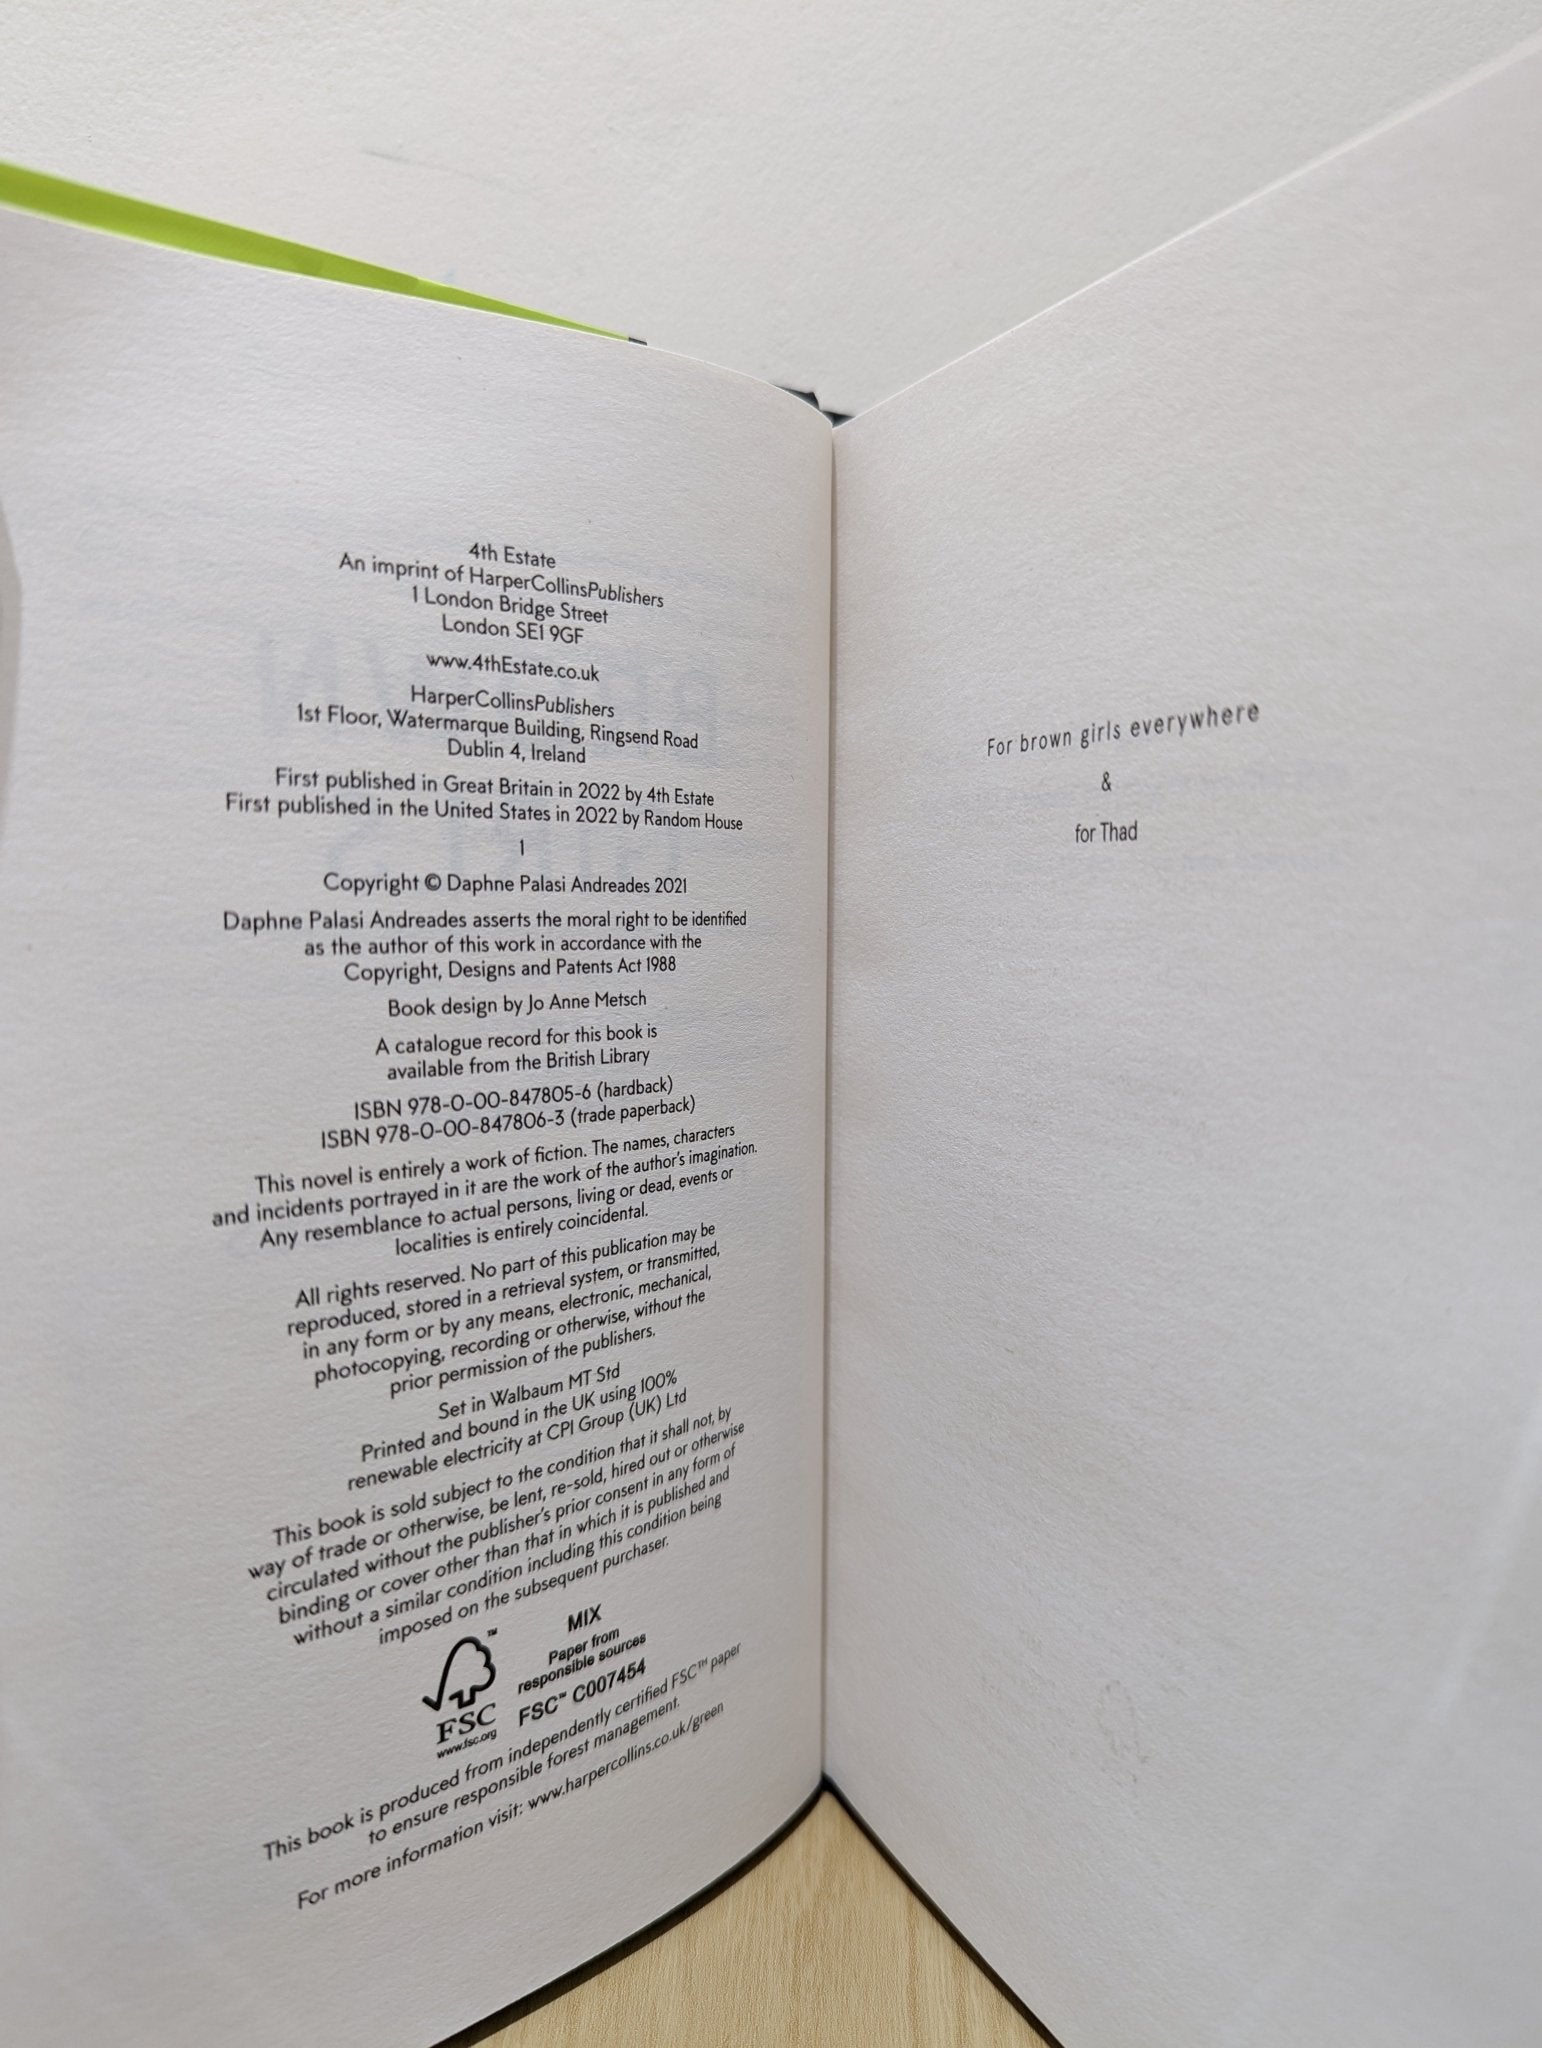 4th Estate
An imprint of HarperCollinsPublishers
1 London Bridge Street
London SE1 9GF
www.4thEstate.co.uk
HarperCollinsPublishers
1st Floor, Watermarque Building, Ringsend Road
Dublin 4, Ireland
First published in Great Britain in 2022 by 4th Estate
First published in the United States in 2022 by Random House
1
Copyright © Daphne Palasi Andreades 2021
Daphne Palasi Andreades asserts the moral right to be identified
as the author of this work in accordance with the
Copyright, Designs and Patents Act 1988
Book design by Jo Anne Metsch
A catalogue record for this book is
available from the British Library
ISBN 978-0-00-847805-6 (hardback)
ISBN 978-0-00-847806-3 (trade paperback)
This novel is entirely a work of fiction. The names, characters
and incidents portrayed in it are the work of the author's imagination.
Any resemblance to actual persons, living or dead, events or
localities is entirely coincidental.
All rights reserved. No part of this publication may be
reproduced, stored in a retrieval system, or transmitted,
in any form or by any means, electronic, mechanical,
photocopying, recording or otherwise, without the
prior permission of the publishers.
Set in Walbaum MT Std
Printed and bound in the UK using 100%
renewable electricity at CPI Group (UK) Ltd
This book is sold subject to the condition that it shall not, by
way of trade or otherwise, be lent, re-sold, hired out or otherwise
circulated without the publisher's prior consent in any form of
binding or cover other than that in which it is published and
without a similar condition including this condition being
imposed on the subsequent purchaser.
™
FSC
www.fsc.org
MIX
Paper from
responsible sources
FSC™ C007454
This book is produced from independently certified FSC™ paper
to ensure responsible forest management.
For more information visit: www.harpercollins.co.uk/green
For brown girls everywhere
&
for Thad